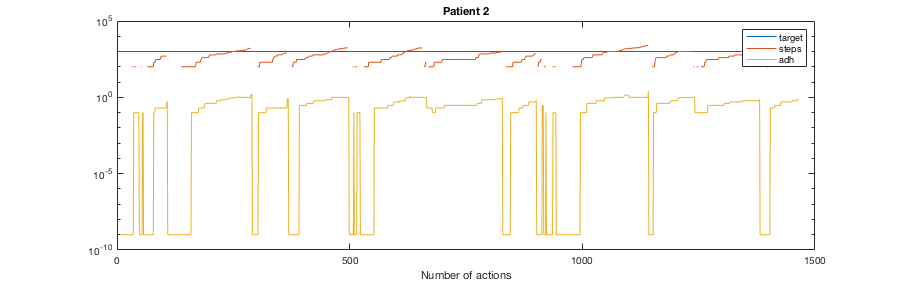 Patient 2
10^5
target
steps
adh
10^0
10^-5
10^-10
0 500 1000 1500
Number of actions